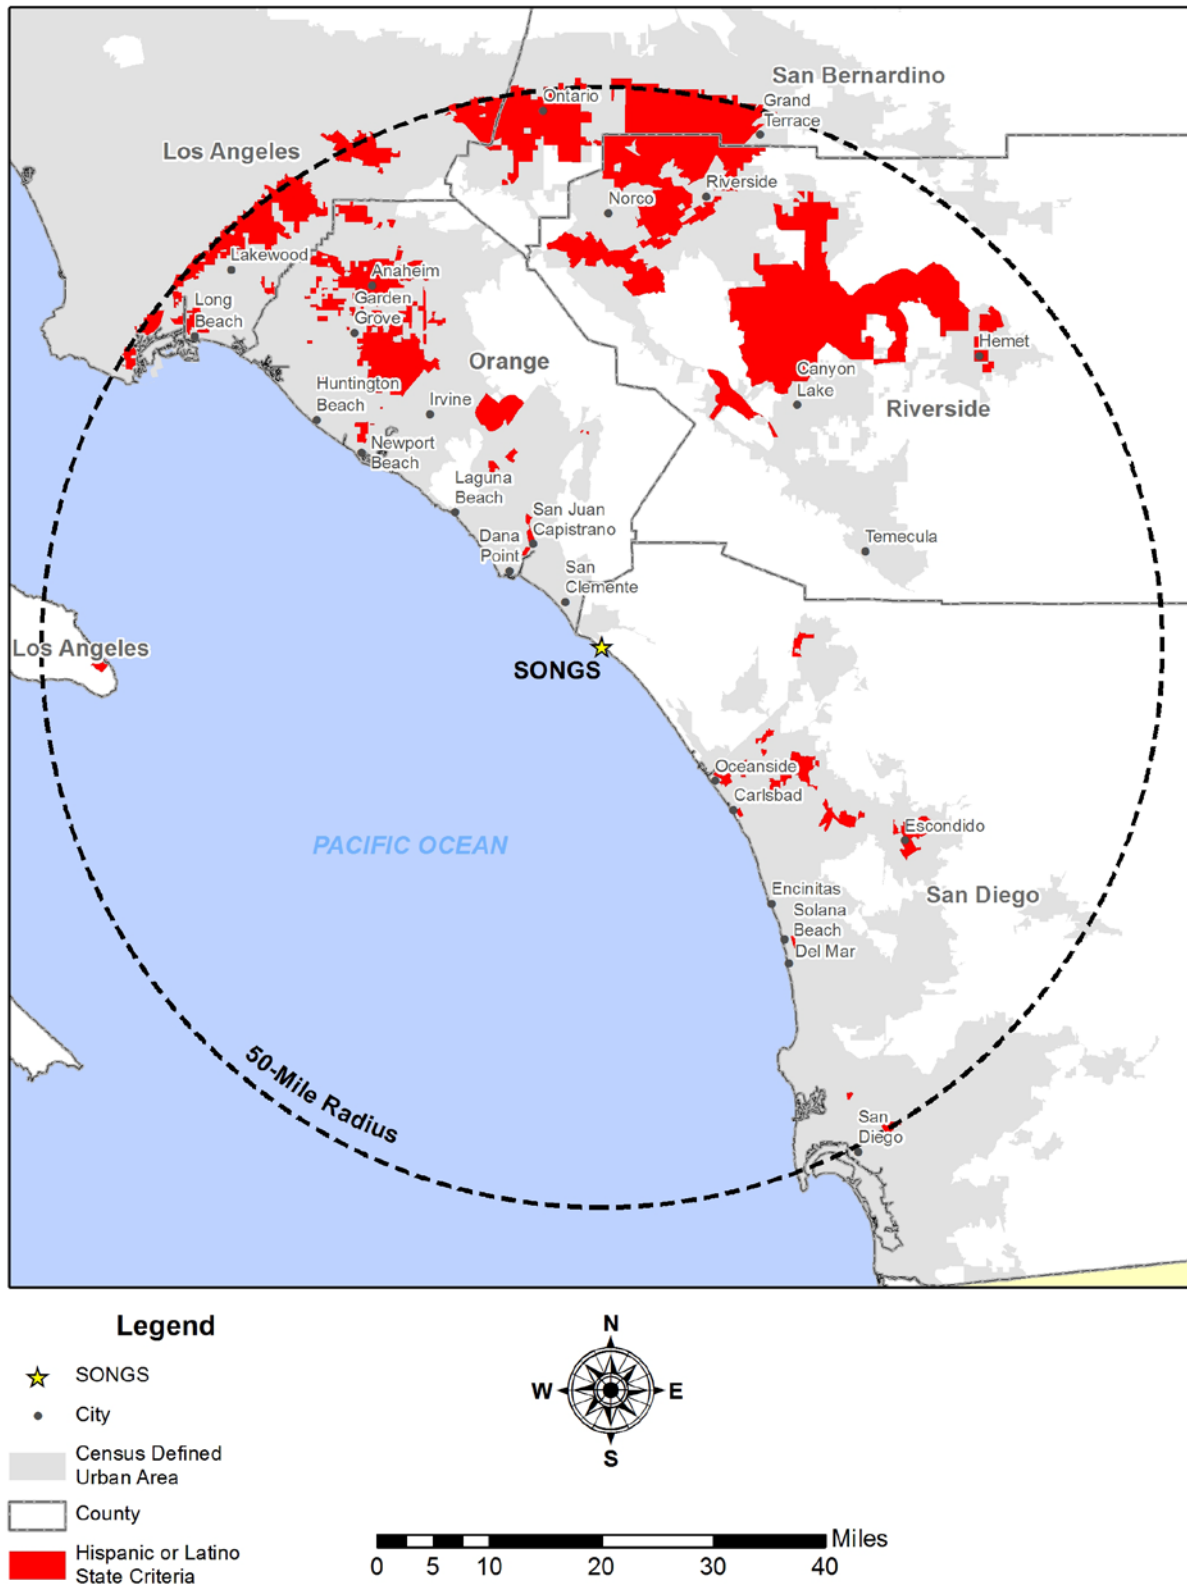 San Bernardino
Ontario
Grand
Terrace
Los Angeles
Riverside
Norco
Lakewood
Anaheim
Long
Beach
Garden
Grove
Hemet
Orange
Canyon
Lake
Huntington
Beach
Irvine
Riverside
Newport
Beach
Laguna
Beach
San Juan
Capistrano
Dana
Point
Temecula
San
Clemente
Los Angeles
SONGS
Oceanside
Carlsbad
Escondido
PACIFIC OCEAN
Encinitas
San Diego
Solana
Beach
Del Mar
50-Mile Radius
San
Diego
Legend
SONGS
City
Census Defined
Urban Area
County
Hispanic or Latino
State Criteria
N
W
E
S
Miles
0 5 10 20 30 40